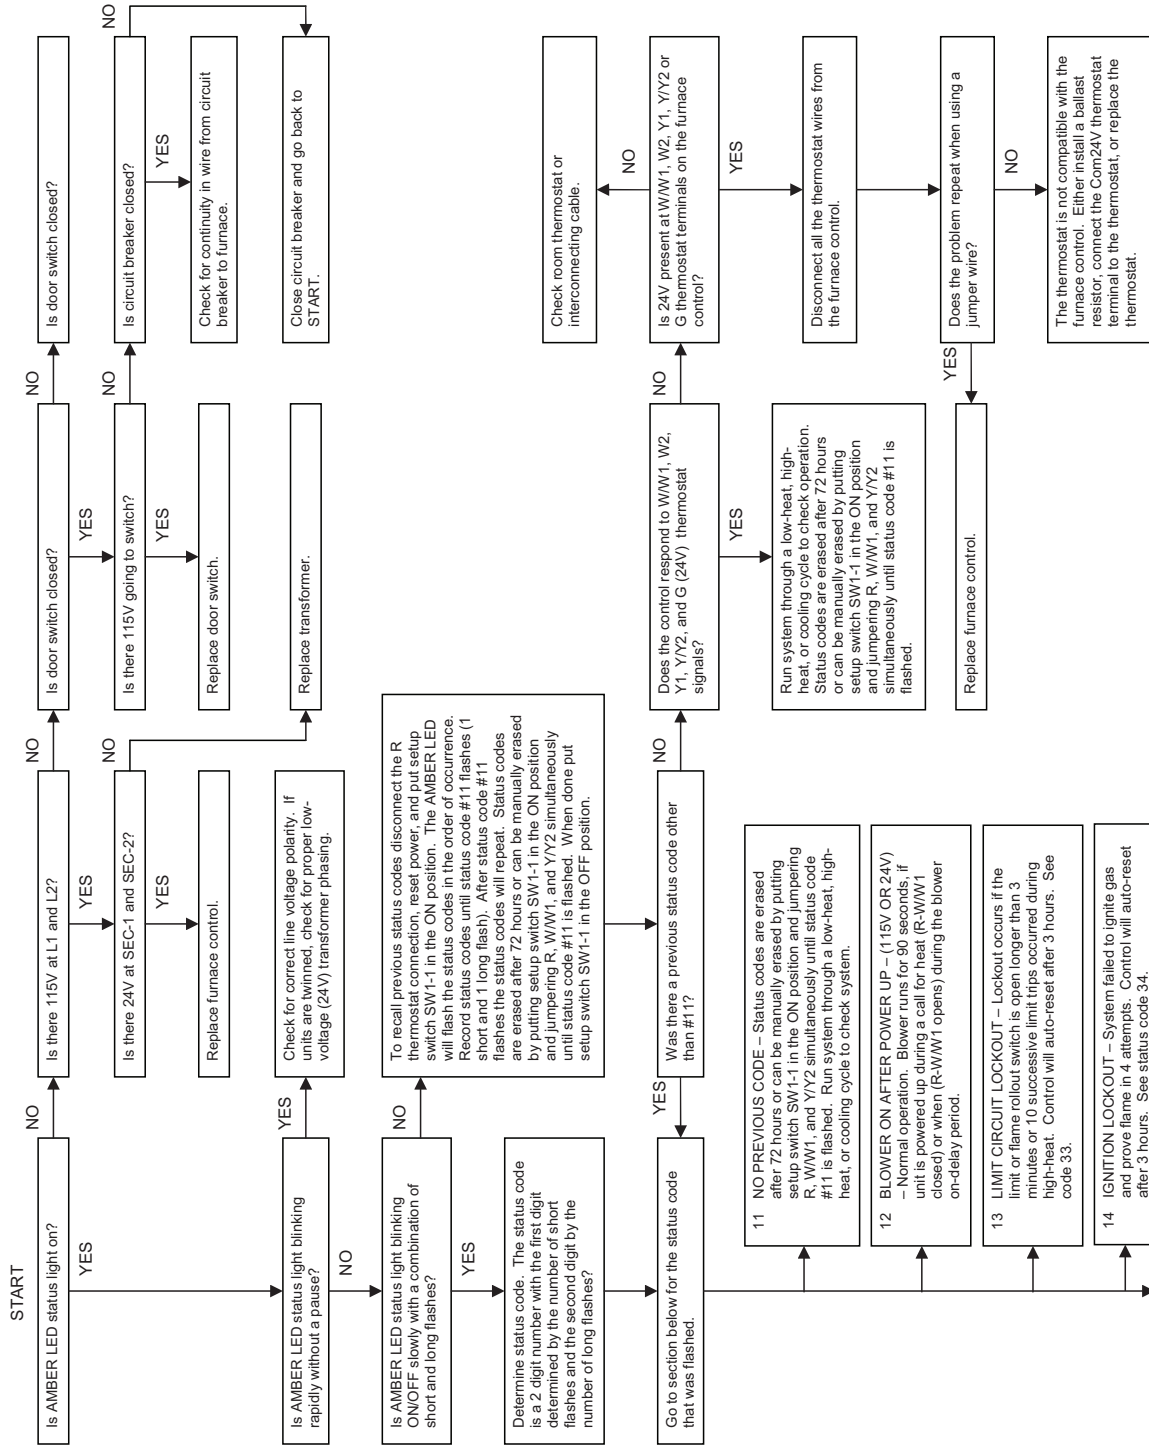 START
Is AMBER LED status light on?
NO
YES
Is there 115V at L1 and L2?
NO
YES
Is door switch closed?
NO
YES
Is door switch closed?
Is there 24V at SEC-1 and SEC-2?
NO
YES
Is there 115V going to switch?
NO
YES
Is circuit breaker closed?
NO
YES
Replace furnace control.
Replace door switch.
Check for continuity in wire from circuit
breaker to furnace.
Is AMBER LED status light blinking
rapidly without a pause?
YES
NO
Check for correct line voltage polarity. If
units are twinned, check for proper low-
voltage (24V) transformer phasing.
Replace transformer.
Close circuit breaker and go back to
START.
Is AMBER LED status light blinking
ON/OFF slowly with a combination of
short and long flashes?
NO
YES
To recall previous status codes disconnect the R
thermostat connection, reset power, and put setup
switch SW1-1 in the ON position. The AMBER LED
will flash the status codes in the order of occurrence.
Record status codes until status code #11 flashes (1
short and 1 long flash). After status code #11
flashes the status codes will repeat. Status codes
are erased after 72 hours or can be manually erased
by putting setup switch SW1-1 in the ON position
and jumpering R, W/W1, and Y/Y2 simultaneously
until status code #11 is flashed. When done put
setup switch SW1-1 in the OFF position.
Determine status code. The status code
is a 2 digit number with the first digit
determined by the number of short
flashes and the second digit by the
number of long flashes?
Check room thermostat or
interconnecting cable.
NO
Go to section below for the status code
that was flashed.
YES
Was there a previous status code other
than #11?
NO
Does the control respond to W/W1, W2,
Y1, Y/Y2, and G (24V) thermostat
signals?
NO
YES
Is 24V present at W/W1, W2, Y1, Y/Y2 or
G thermostat terminals on the furnace
control?
YES
Run system through a low-heat, high-
heat, or cooling cycle to check operation.
Status codes are erased after 72 hours
or can be manually erased by putting
setup switch SW1-1 in the ON position
and jumpering R, W/W1, and Y/Y2
simultaneously until status code #11 is
flashed.
Disconnect all the thermostat wires from
the furnace control.
Replace furnace control.
YES
Does the problem repeat when using a
jumper wire?
NO
The thermostat is not compatible with the
furnace control. Either install a ballast
resistor, connect the Com24V thermostat
terminal to the thermostat, or replace the
thermostat.
11 NO PREVIOUS CODE – Status codes are erased
after 72 hours or can be manually erased by putting
setup switch SW1-1 in the ON position and jumpering
R, W/W1, and Y/Y2 simultaneously until status code
#11 is flashed. Run system through a low-heat, high-
heat, or cooling cycle to check system.
12 BLOWER ON AFTER POWER UP – (115V OR 24V)
– Normal operation. Blower runs for 90 seconds, if
unit is powered up during a call for heat (R-W/W1
closed) or when (R-W/W1 opens) during the blower
on-delay period.
13 LIMIT CIRCUIT LOCKOUT – Lockout occurs if the
limit or flame rollout switch is open longer than 3
minutes or 10 successive limit trips occurred during
high-heat. Control will auto-reset after 3 hours. See
code 33.
14 IGNITION LOCKOUT – System failed to ignite gas
and prove flame in 4 attempts. Control will auto-reset
after 3 hours. See status code 34.